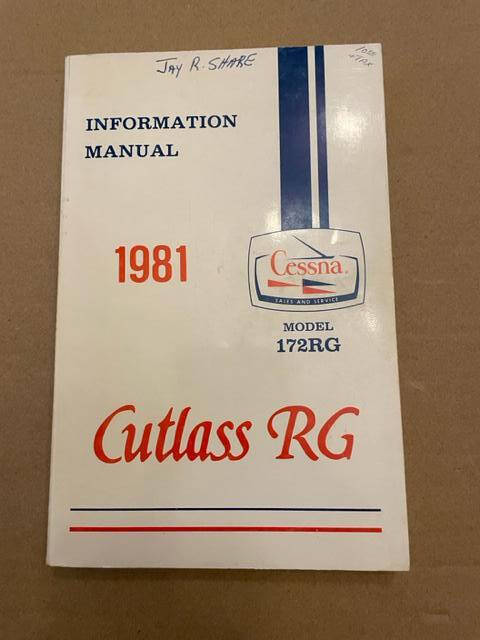 JAY R. SHARE
INFORMATION
MANUAL
1981
Cessna
SALES AND SERVICE
MODEL
172RG
Cutlass RG